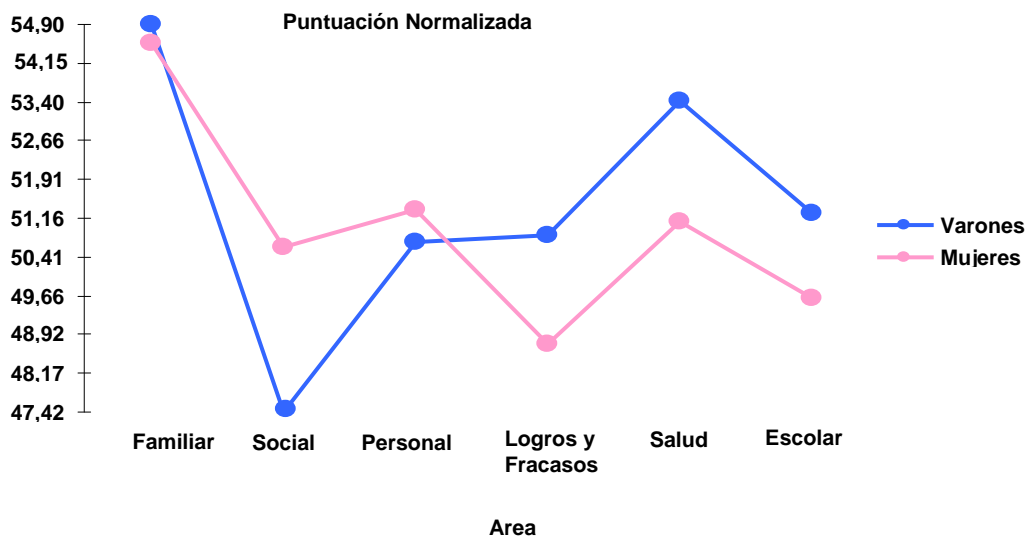 Puntuación Normalizada
54,90
54,15
53,40
52,66
51,91
51,16
50,41
49,66
48,92
48,17
47,42
Varones
Mujeres
Familiar
Social
Personal
Logros y
Fracasos
Salud
Escolar
Area